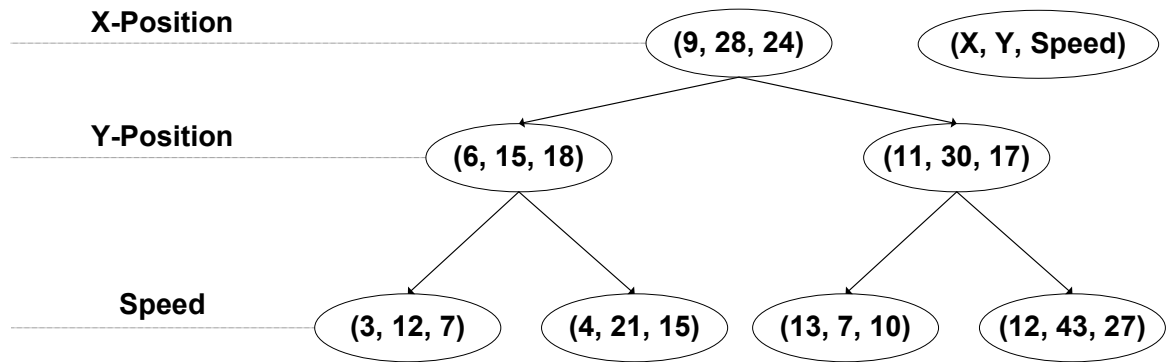 X-Position
(9, 28, 24)
(X, Y, Speed)
Y-Position
(6, 15, 18)
(11, 30, 17)
Speed
(3, 12, 7)
(4, 21, 15)
(13, 7, 10)
(12, 43, 27)